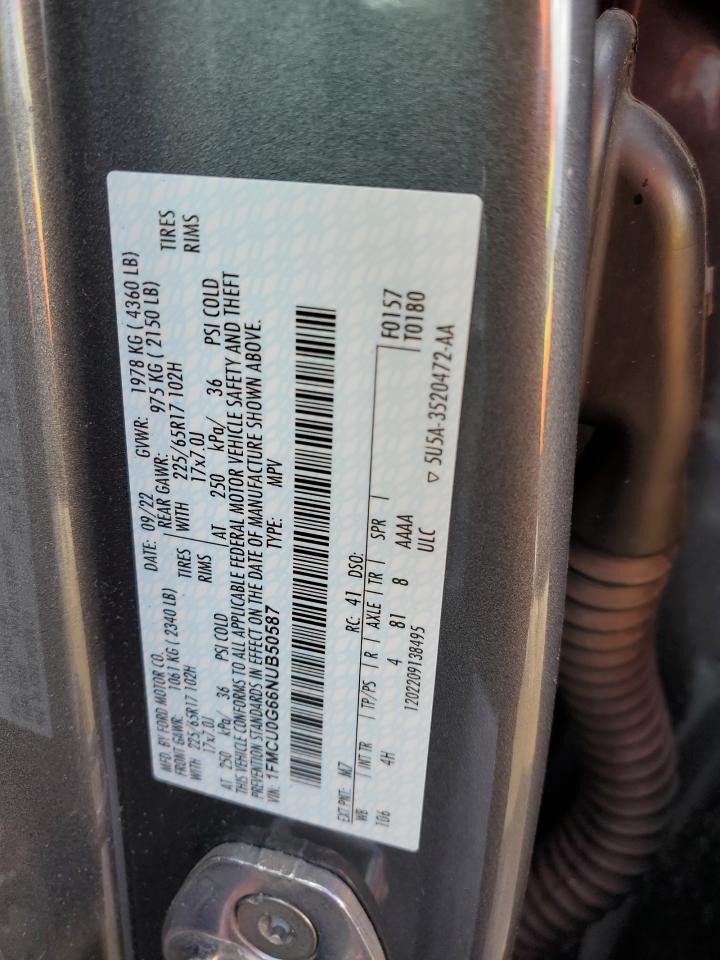 MFD. BY FORD MOTOR CO. DATE: 09/22 GVWR: 1978 KG ( 4360 LB)
FRONT GAWR: 1061 KG ( 2340 LB) REAR GAWR: 975 KG ( 2150 LB)
WITH 225/65R17 102H TIRES WITH 225/65R17 102H TIRES
17x7.0J RIMS 17x7.0J RIMS
AT 250 kPa/ 36 PSI COLD AT 250 kPa/ 36 PSI COLD
THIS VEHICLE CONFORMS TO ALL APPLICABLE FEDERAL MOTOR VEHICLE SAFETY AND THEFT
PREVENTION STANDARDS IN EFFECT ON THE DATE OF MANUFACTURE SHOWN ABOVE.
VIN: 1FMCU0G66NUB50587 TYPE: MPV
EXT PNT: M7 RC: 41 DSO: F0157
WB INT TR TP/PS R AXLE TR SPR T0180
106 4H 4 81 8 AAAA
1202209138495 ULC
▽ 5U5A-3520472-AA